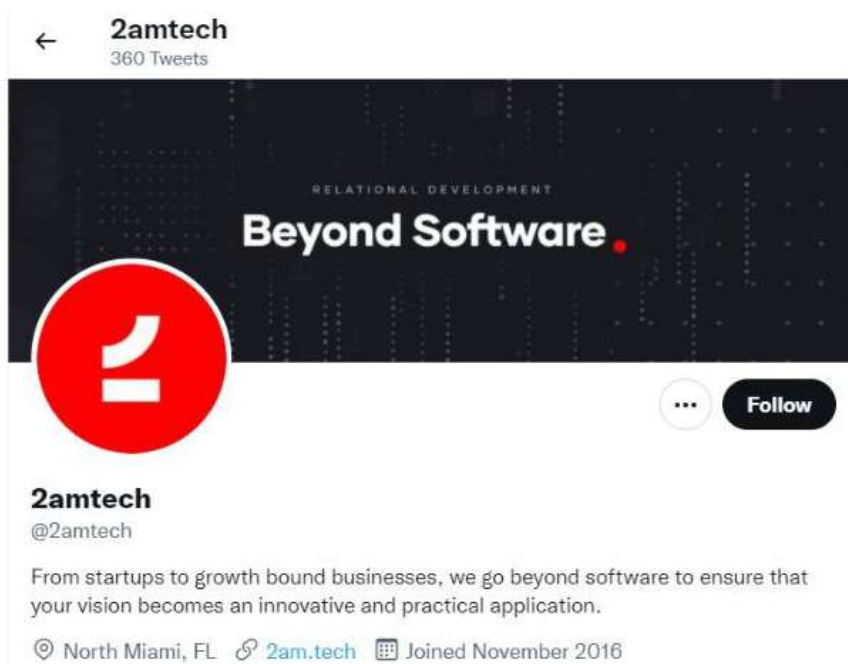 2amtech
360 Tweets
RELATIONAL DEVELOPMENT
Beyond Software.
Follow
2amtech
@2amtech
From startups to growth bound businesses, we go beyond software to ensure that
your vision becomes an innovative and practical application.
North Miami, FL 2am.tech Joined November 2016